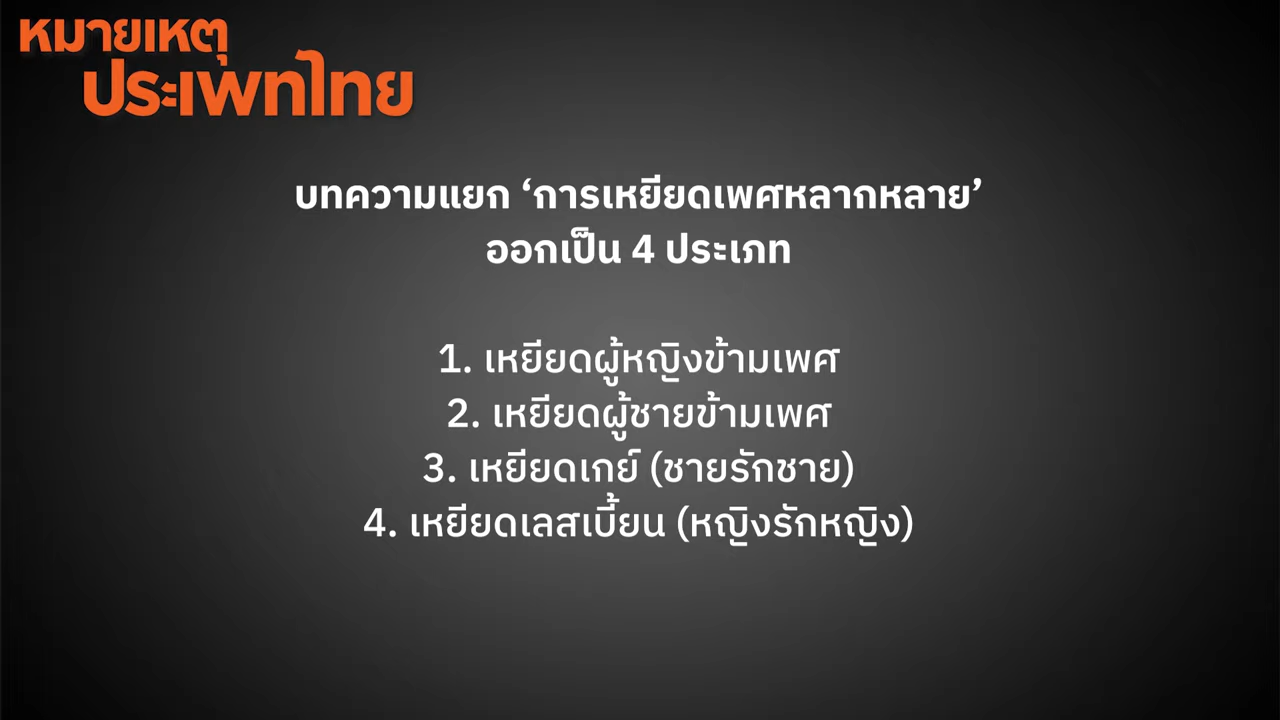 หมายเหตุ
ประเพทไทย
บทความแยก ‘การเหยียดเพศหลากหลาย’
ออกเป็น 4 ประเภท
1. เหยียดผู้หญิงข้ามเพศ
2. เหยียดผู้ชายข้ามเพศ
3. เหยียดเกย์ (ชายรักชาย)
4. เหยียดเลสเบี้ยน (หญิงรักหญิง)